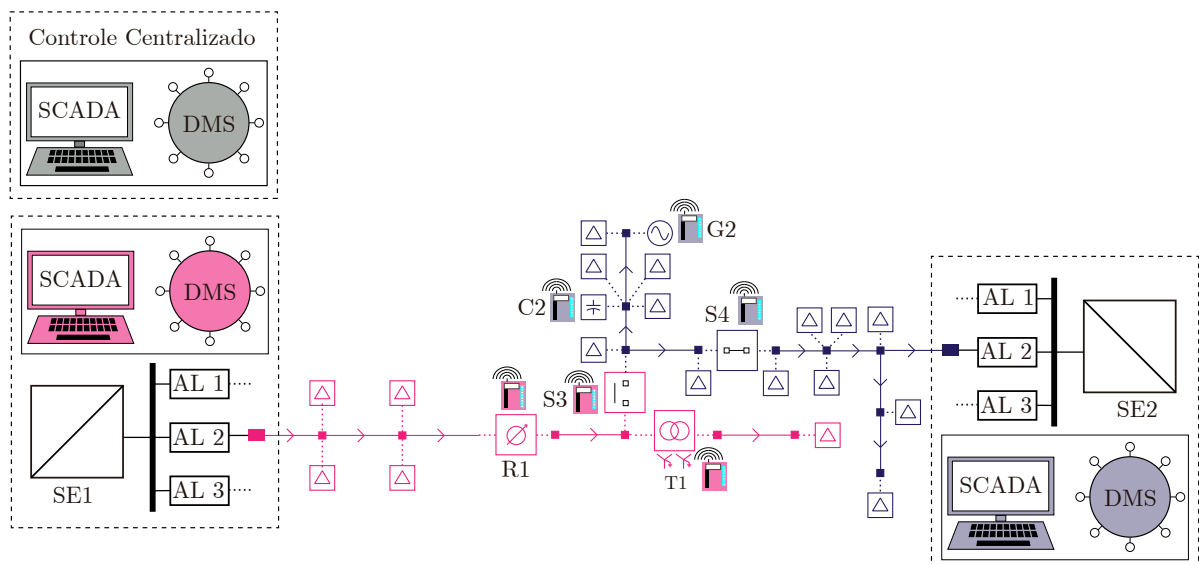 Controle Centralizado
SCADA
DMS
SCADA
DMS
AL 1
AL 2
AL 3
SE1
R1
S3
T1
C2
G2
S4
AL 1
AL 2
AL 3
SE2
SCADA
DMS